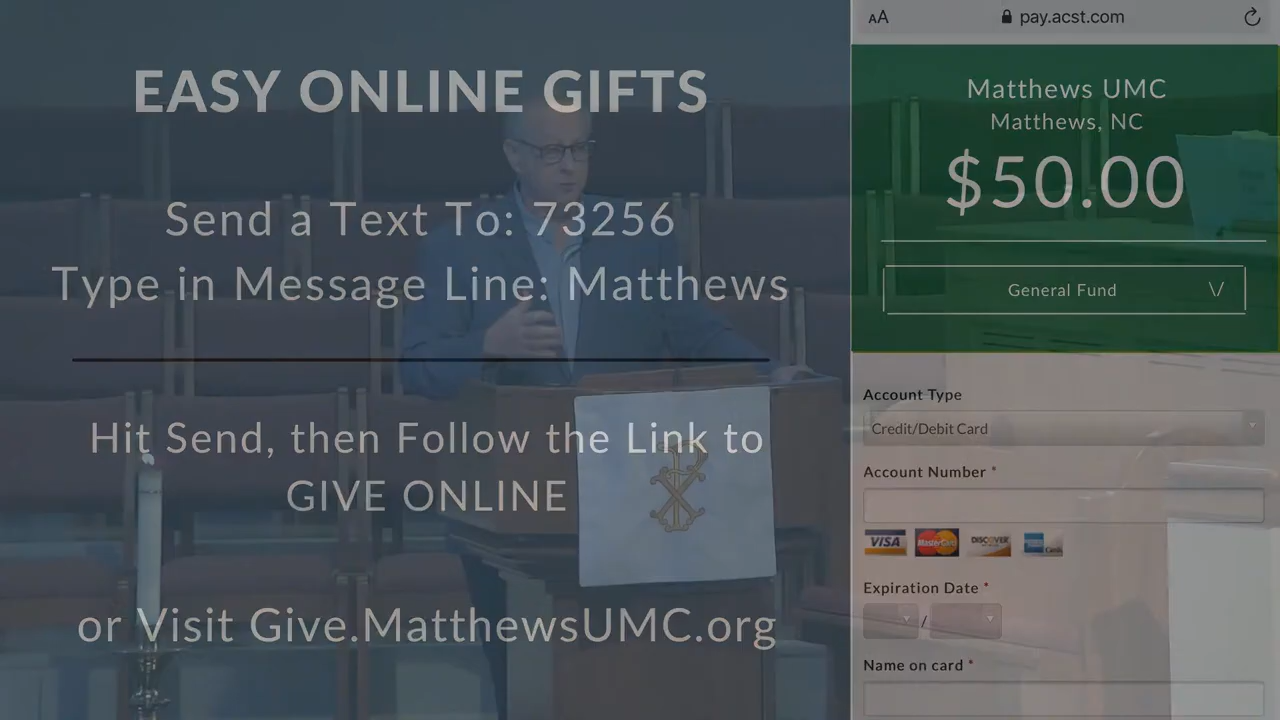 EASY ONLINE GIFTS
Send a Text To: 73256
Type in Message Line: Matthews
Hit Send, then Follow the Link to
GIVE ONLINE
or Visit Give.MatthewsUMC.org
AA pay.acst.com
Matthews UMC
Matthews, NC
$50.00
General Fund
Account Type
Credit/Debit Card
Account Number *
VISA MasterCard DISCOVER
Expiration Date *
/
Name on card *